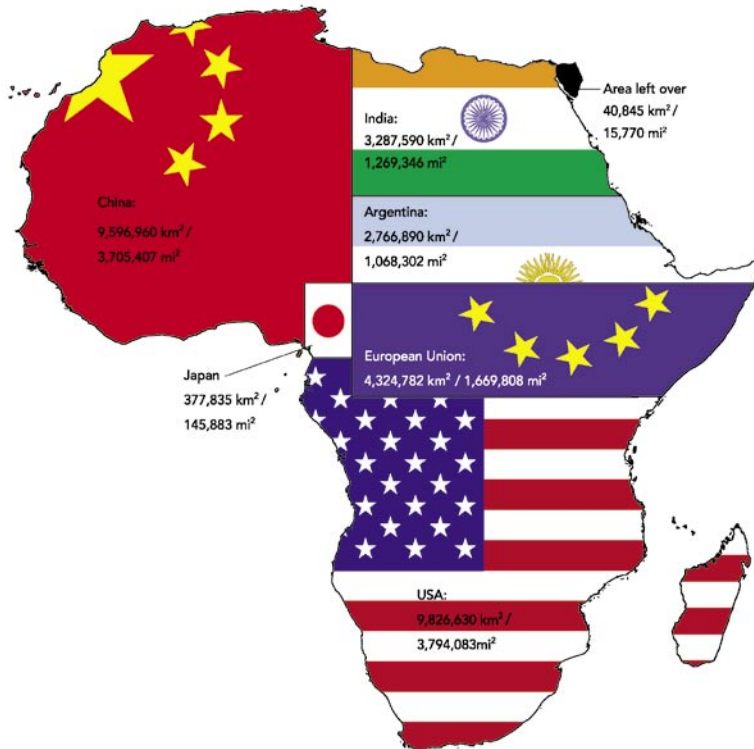 Area left over
40,845 km² /
15,770 mi²
India:
3,287,590 km² /
1,269,346 mi²
China:
9,596,960 km² /
3,705,407 mi²
Argentina:
2,766,890 km² /
1,068,302 mi²
European Union:
4,324,782 km² / 1,669,808 mi²
Japan
377,835 km² /
145,883 mi²
USA:
9,826,630 km² /
3,794,083mi²